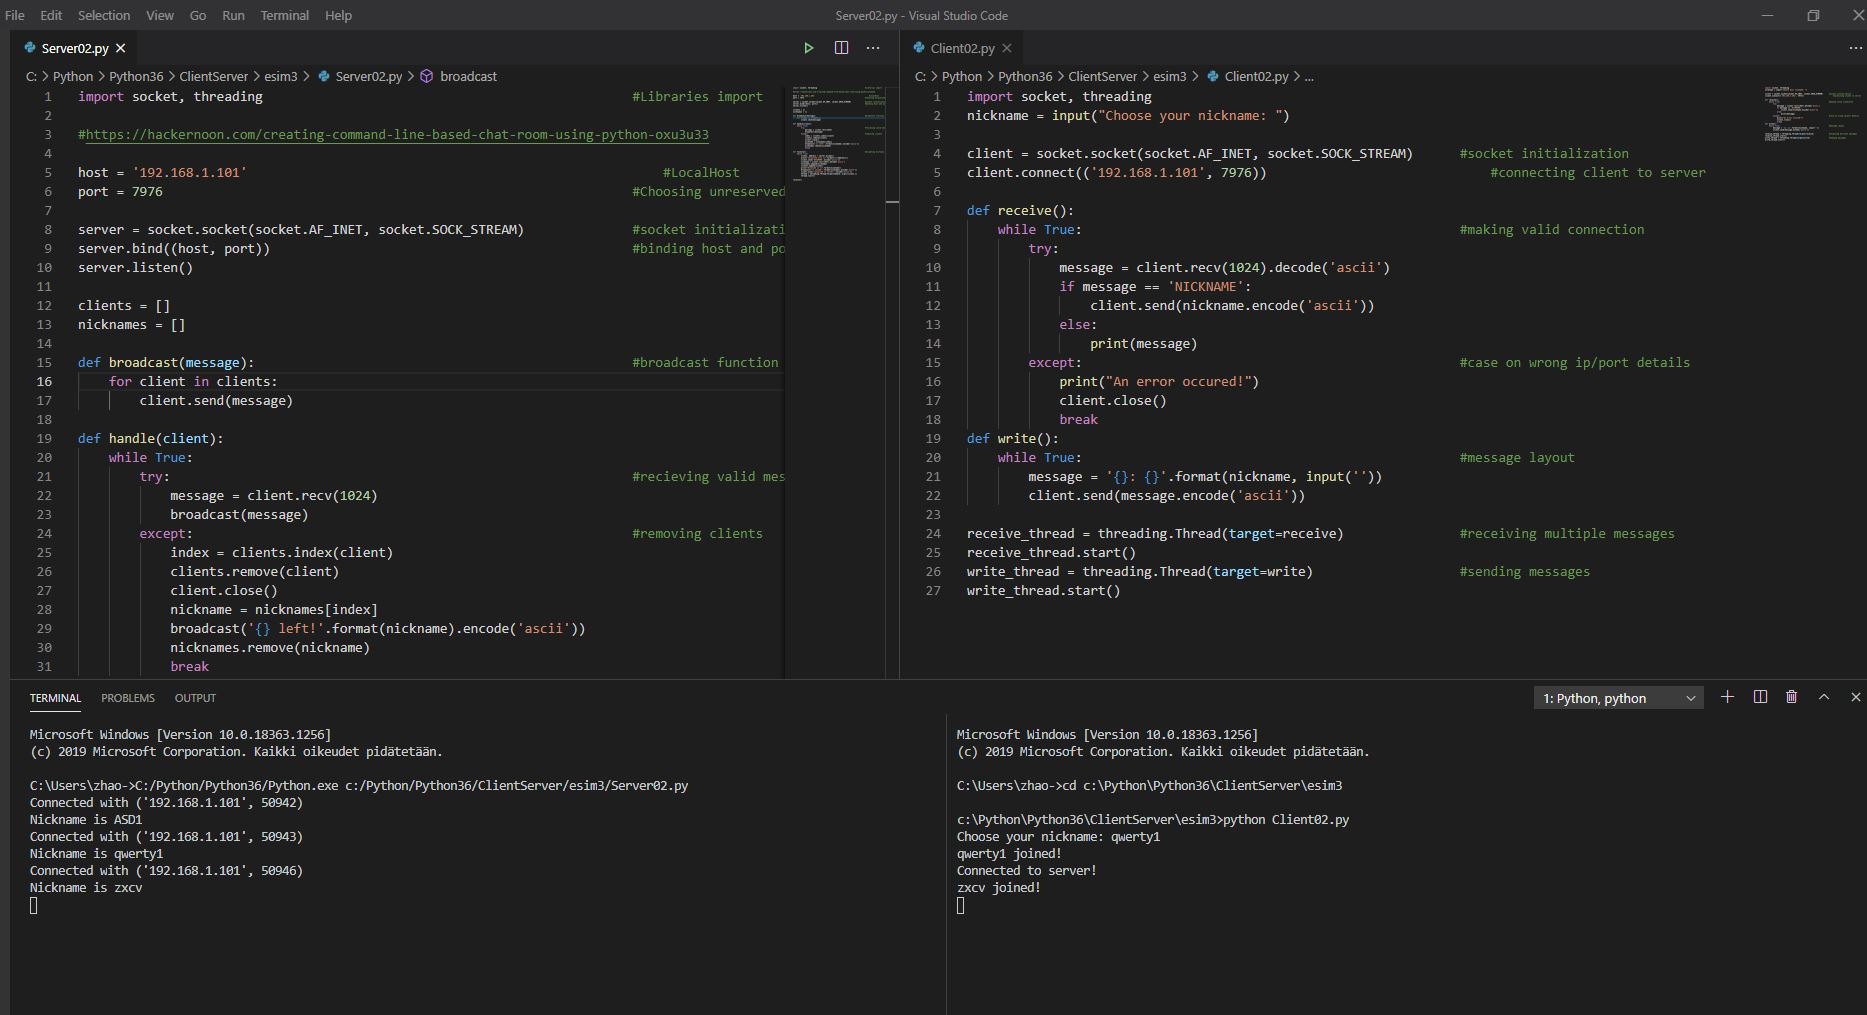 File Edit Selection View Go Run Terminal Help
Server02.py - Visual Studio Code
Server02.py
C: > Python > Python36 > ClientServer > esim3 > Server02.py > broadcast
1 import socket, threading #Libraries import
2
3 #https://hackernoon.com/creating-command-line-based-chat-room-using-python-oxu3u33
4
5 host = '192.168.1.101' #LocalHost
6 port = 7976 #Choosing unreserved
7
8 server = socket.socket(socket.AF_INET, socket.SOCK_STREAM) #socket initializati
9 server.bind((host, port)) #binding host and po
10 server.listen()
11
12 clients = []
13 nicknames = []
14
15 def broadcast(message): #broadcast function
16 for client in clients:
17 client.send(message)
18
19 def handle(client):
20 while True:
21 try: #recieving valid mes
22 message = client.recv(1024)
23 broadcast(message)
24 except: #removing clients
25 index = clients.index(client)
26 clients.remove(client)
27 client.close()
28 nickname = nicknames[index]
29 broadcast('{} left!'.format(nickname).encode('ascii'))
30 nicknames.remove(nickname)
31 break
Client02.py
C: > Python > Python36 > ClientServer > esim3 > Client02.py > ...
1 import socket, threading
2 nickname = input("Choose your nickname: ")
3
4 client = socket.socket(socket.AF_INET, socket.SOCK_STREAM) #socket initialization
5 client.connect(('192.168.1.101', 7976)) #connecting client to server
6
7 def receive():
8 while True: #making valid connection
9 try:
10 message = client.recv(1024).decode('ascii')
11 if message == 'NICKNAME':
12 client.send(nickname.encode('ascii'))
13 else:
14 print(message)
15 except: #case on wrong ip/port details
16 print("An error occured!")
17 client.close()
18 break
19 def write():
20 while True: #message layout
21 message = '{}: {}'.format(nickname, input(''))
22 client.send(message.encode('ascii'))
23
24 receive_thread = threading.Thread(target=receive) #receiving multiple messages
25 receive_thread.start()
26 write_thread = threading.Thread(target=write) #sending messages
27 write_thread.start()
TERMINAL PROBLEMS OUTPUT
1: Python, python
Microsoft Windows [Version 10.0.18363.1256]
(c) 2019 Microsoft Corporation. Kaikki oikeudet pidätetään.
C:\Users\zhao->C:/Python/Python36/Python.exe c:/Python/Python36/ClientServer/esim3/Server02.py
Connected with ('192.168.1.101', 50942)
Nickname is ASD1
Connected with ('192.168.1.101', 50943)
Nickname is qwerty1
Connected with ('192.168.1.101', 50946)
Nickname is zxcv
Microsoft Windows [Version 10.0.18363.1256]
(c) 2019 Microsoft Corporation. Kaikki oikeudet pidätetään.
C:\Users\zhao->cd c:\Python\Python36\ClientServer\esim3
c:\Python\Python36\ClientServer\esim3>python Client02.py
Choose your nickname: qwerty1
qwerty1 joined!
Connected to server!
zxcv joined!